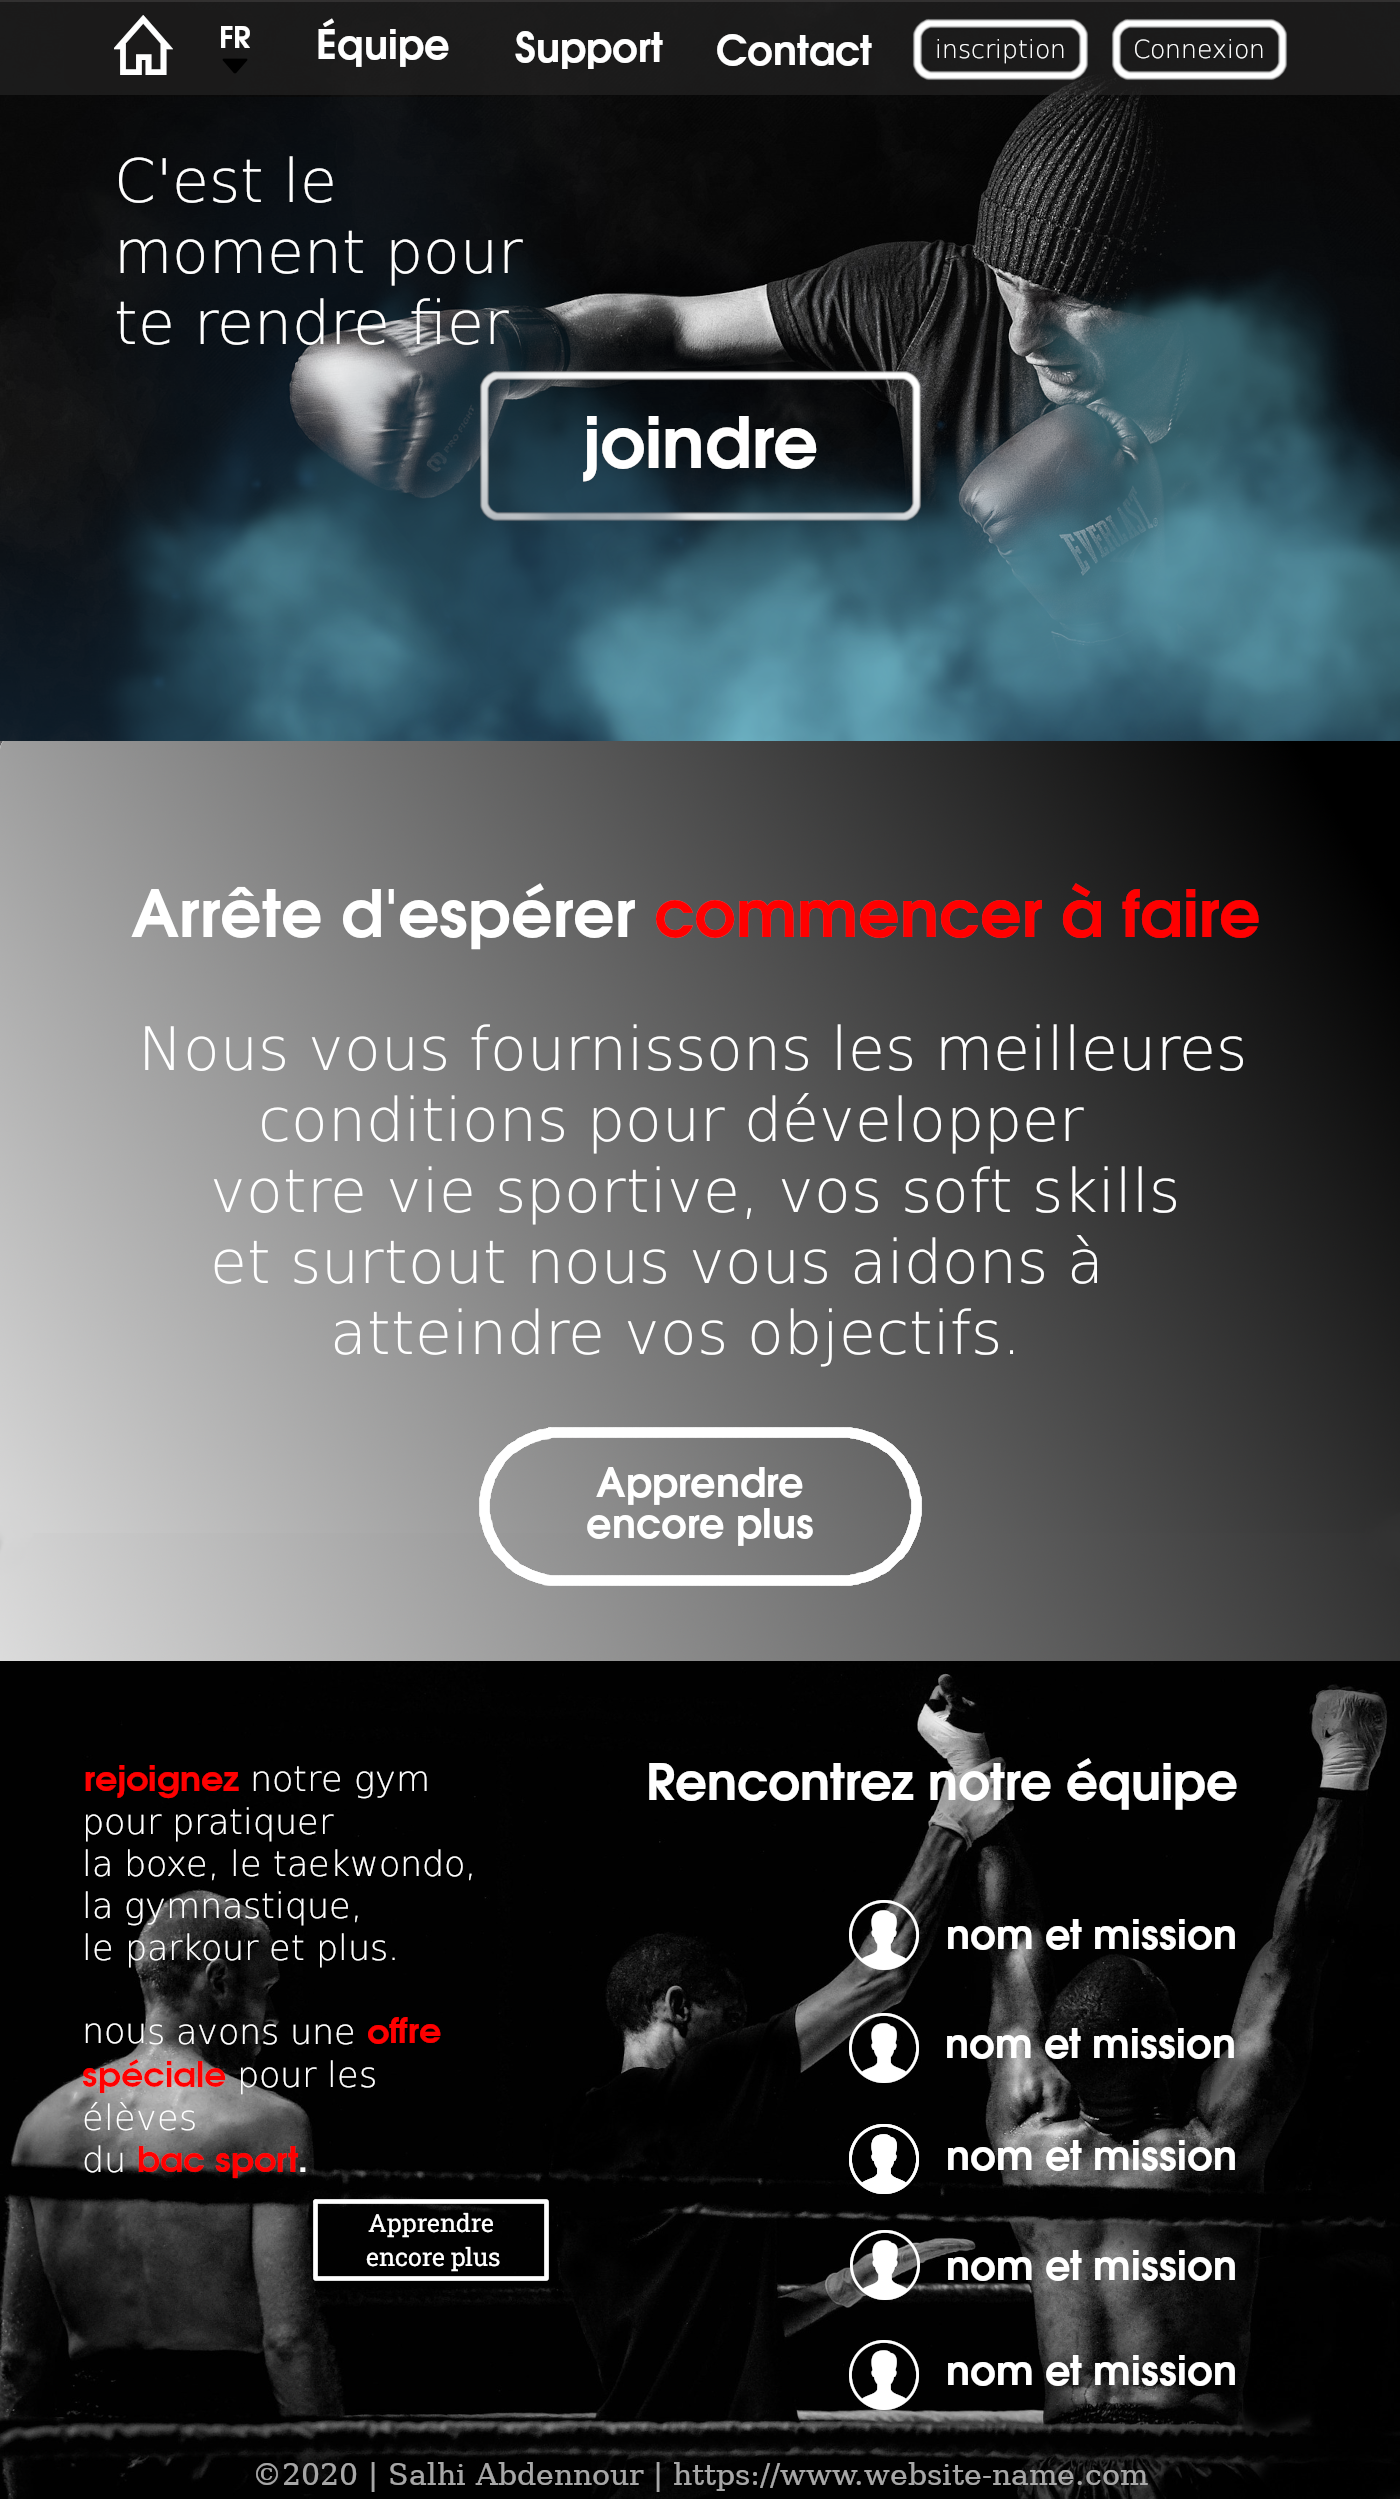 FR
Équipe
Support
Contact
inscription
Connexion
C'est le
moment pour
te rendre fier
joindre
EVERLAST
Arrête d'espérer commencer à faire
Nous vous fournissons les meilleures
conditions pour développer
votre vie sportive, vos soft skills
et surtout nous vous aidons à
atteindre vos objectifs.
Apprendre
encore plus
rejoignez notre gym
pour pratiquer
la boxe, le taekwondo,
la gymnastique,
le parkour et plus.
nous avons une offre
spéciale pour les
élèves
du bac sport.
Apprendre
encore plus
Rencontrez notre équipe
nom et mission
nom et mission
nom et mission
nom et mission
nom et mission
©2020 | Salhi Abdennour | https://www.website-name.com